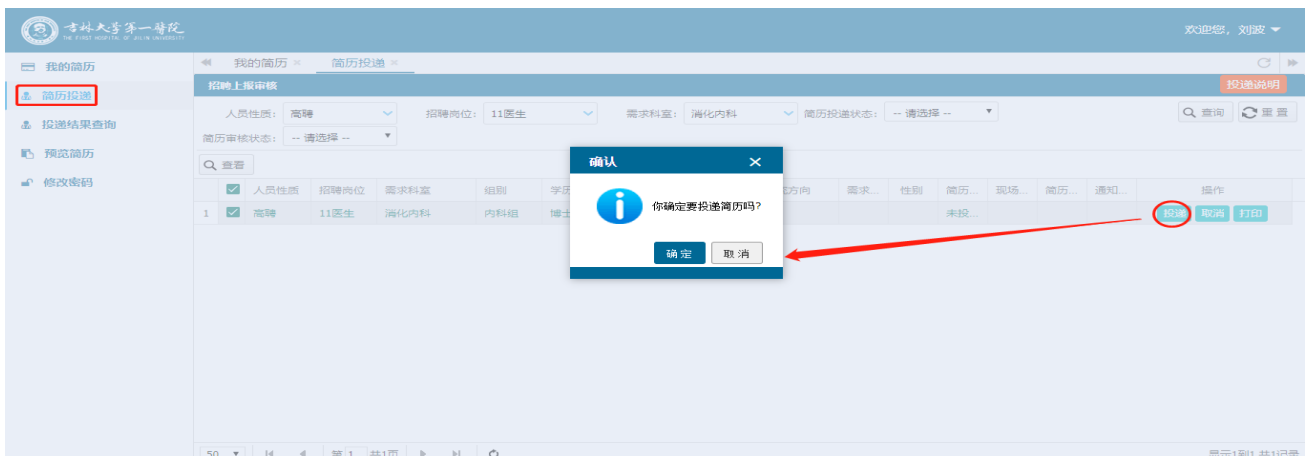 吉林大学第一医院
THE FIRST HOSPITAL OF JILIN UNIVERSITY
欢迎您，刘波
我的简历
简历投递
投递结果查询
预览简历
修改密码
我的简历 × 简历投递 ×
招聘上报审核 投递说明
人员性质: 高聘 招聘岗位: 11医生 需求科室: 消化内科 简历投递状态: -- 请选择 -- 查询 重置
简历审核状态: -- 请选择 --
查看
人员性质 招聘岗位 需求科室 组别 学历 方向 需求... 性别 简历... 现场... 简历... 通知... 操作
1 高聘 11医生 消化内科 内科组 博士 未投... 投递 取消 打印
确认
你确定要投递简历吗?
确定 取消
50 第 1 共1页 显示1到1 共1记录